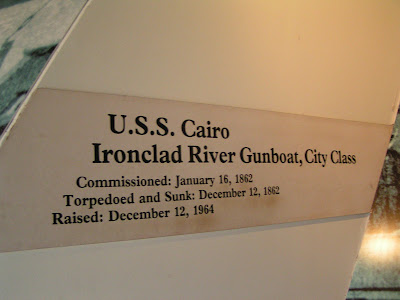 U.S.S. Cairo
Ironclad River Gunboat, City Class
Commissioned: January 16, 1862
Torpedoed and Sunk: December 12, 1862
Raised: December 12, 1964